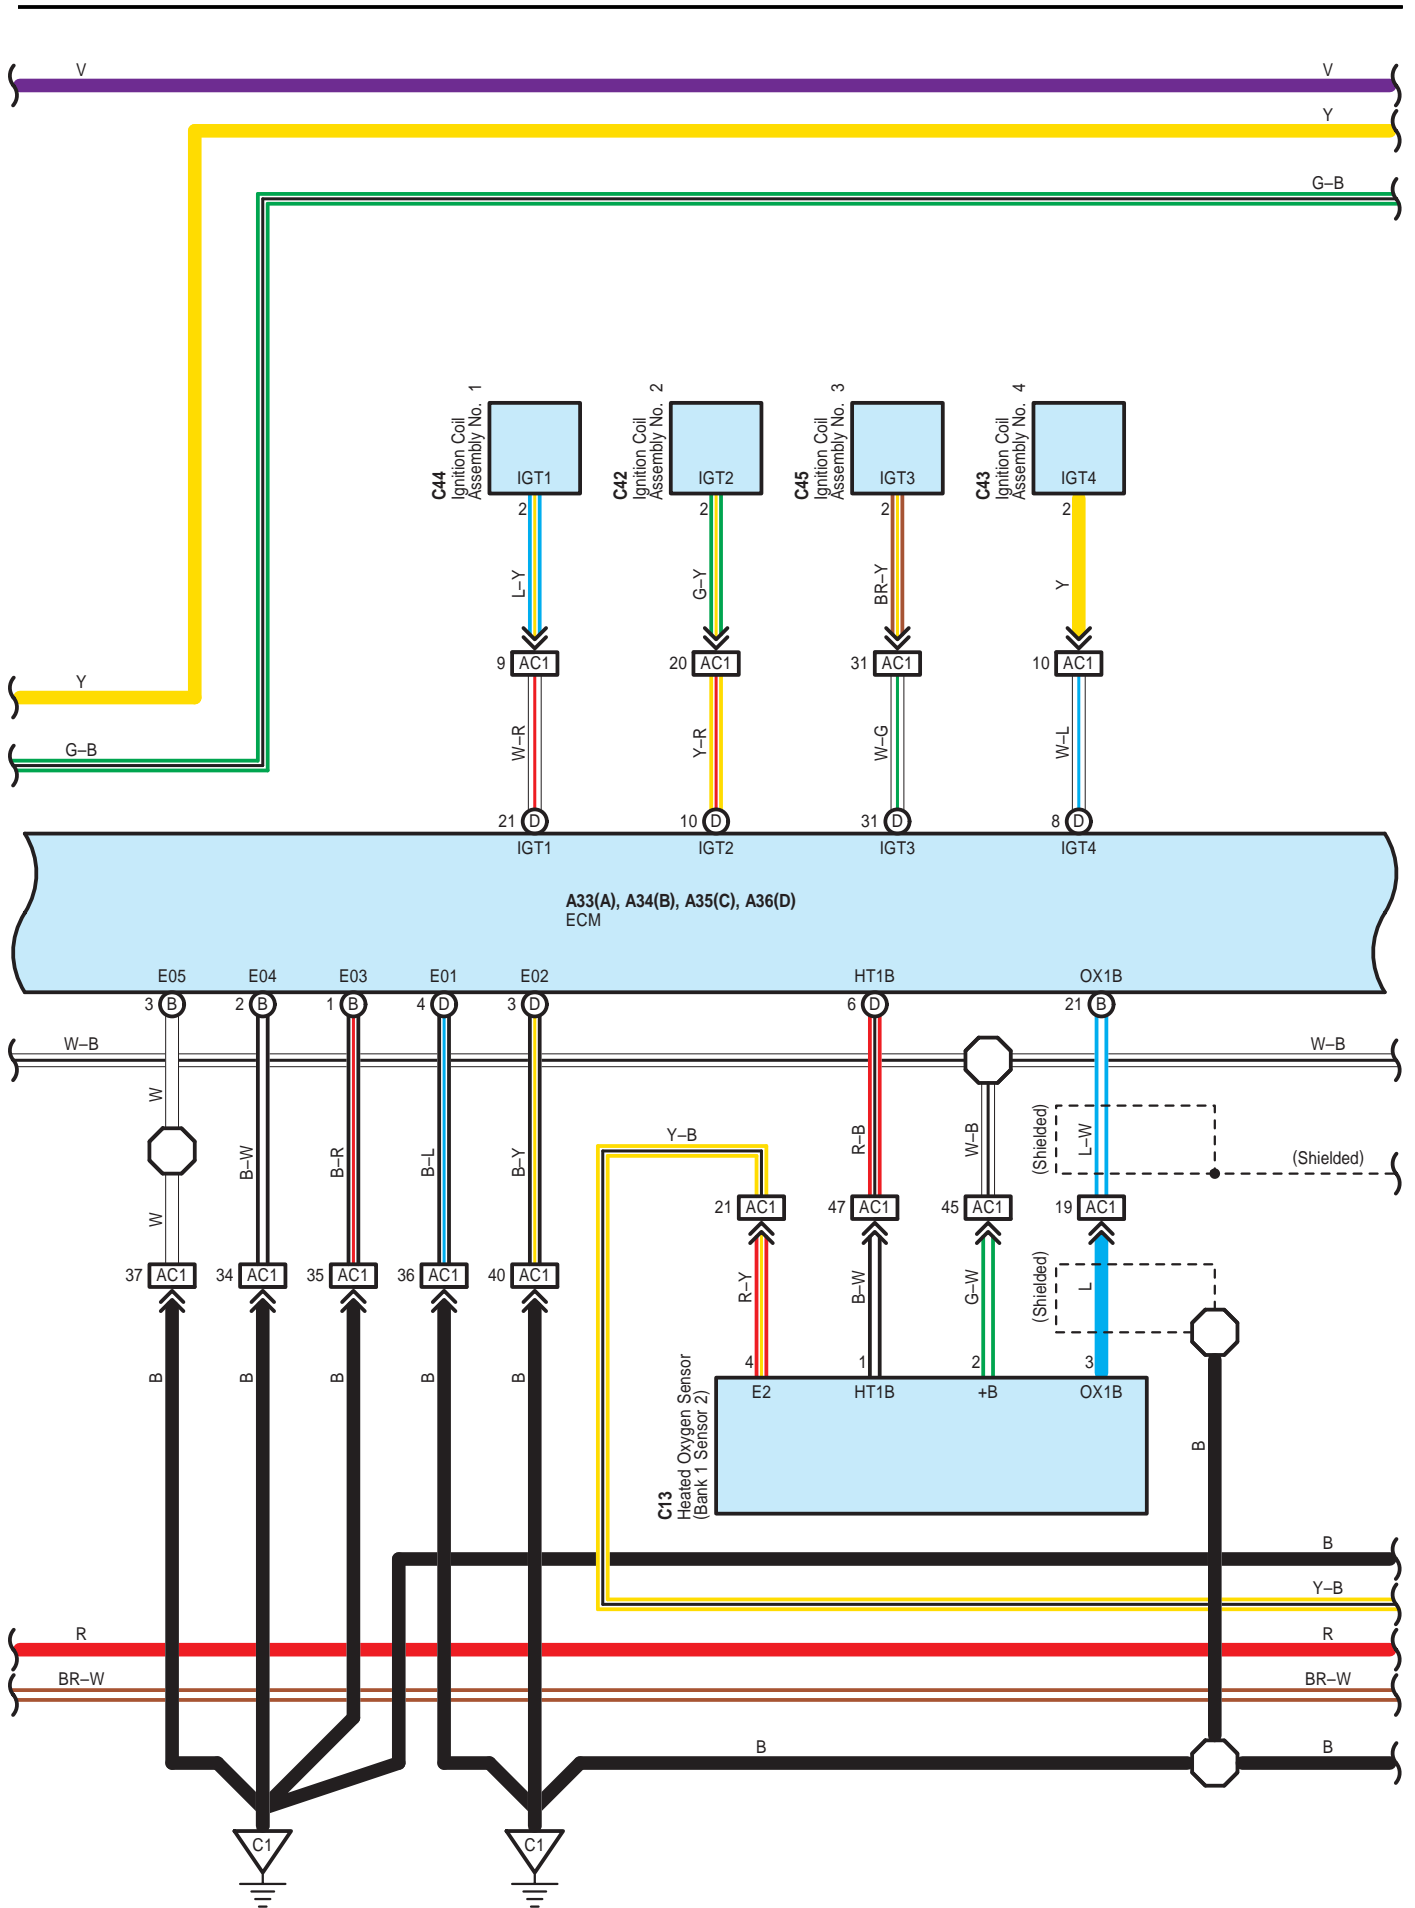 V V
Y
G–B
C44 Ignition Coil Assembly No. 1
C42 Ignition Coil Assembly No. 2
C45 Ignition Coil Assembly No. 3
C43 Ignition Coil Assembly No. 4
IGT1 IGT2 IGT3 IGT4
2 2 2 2
L–Y G–Y BR–Y Y
9 AC1 20 AC1 31 AC1 10 AC1
Y
W–R Y–R W–G W–L
G–B
21 D 10 D 31 D 8 D
IGT1 IGT2 IGT3 IGT4
A33(A), A34(B), A35(C), A36(D)
ECM
E05 E04 E03 E01 E02 HT1B OX1B
3 B 2 B 1 B 4 D 3 D 6 D 21 B
W–B W–B
W
(Shielded)
R–B W–B L–W
Y–B
(Shielded)
B–W B–R B–L B–Y
W
21 AC1 47 AC1 45 AC1 19 AC1
37 AC1 34 AC1 35 AC1 36 AC1 40 AC1
R–Y B–W G–W L
(Shielded)
4 1 2 3
B B B B B
E2 HT1B +B OX1B
C13
Heated Oxygen Sensor
(Bank 1 Sensor 2)
B
B
Y–B
R R
BR–W BR–W
B B
C1 C1